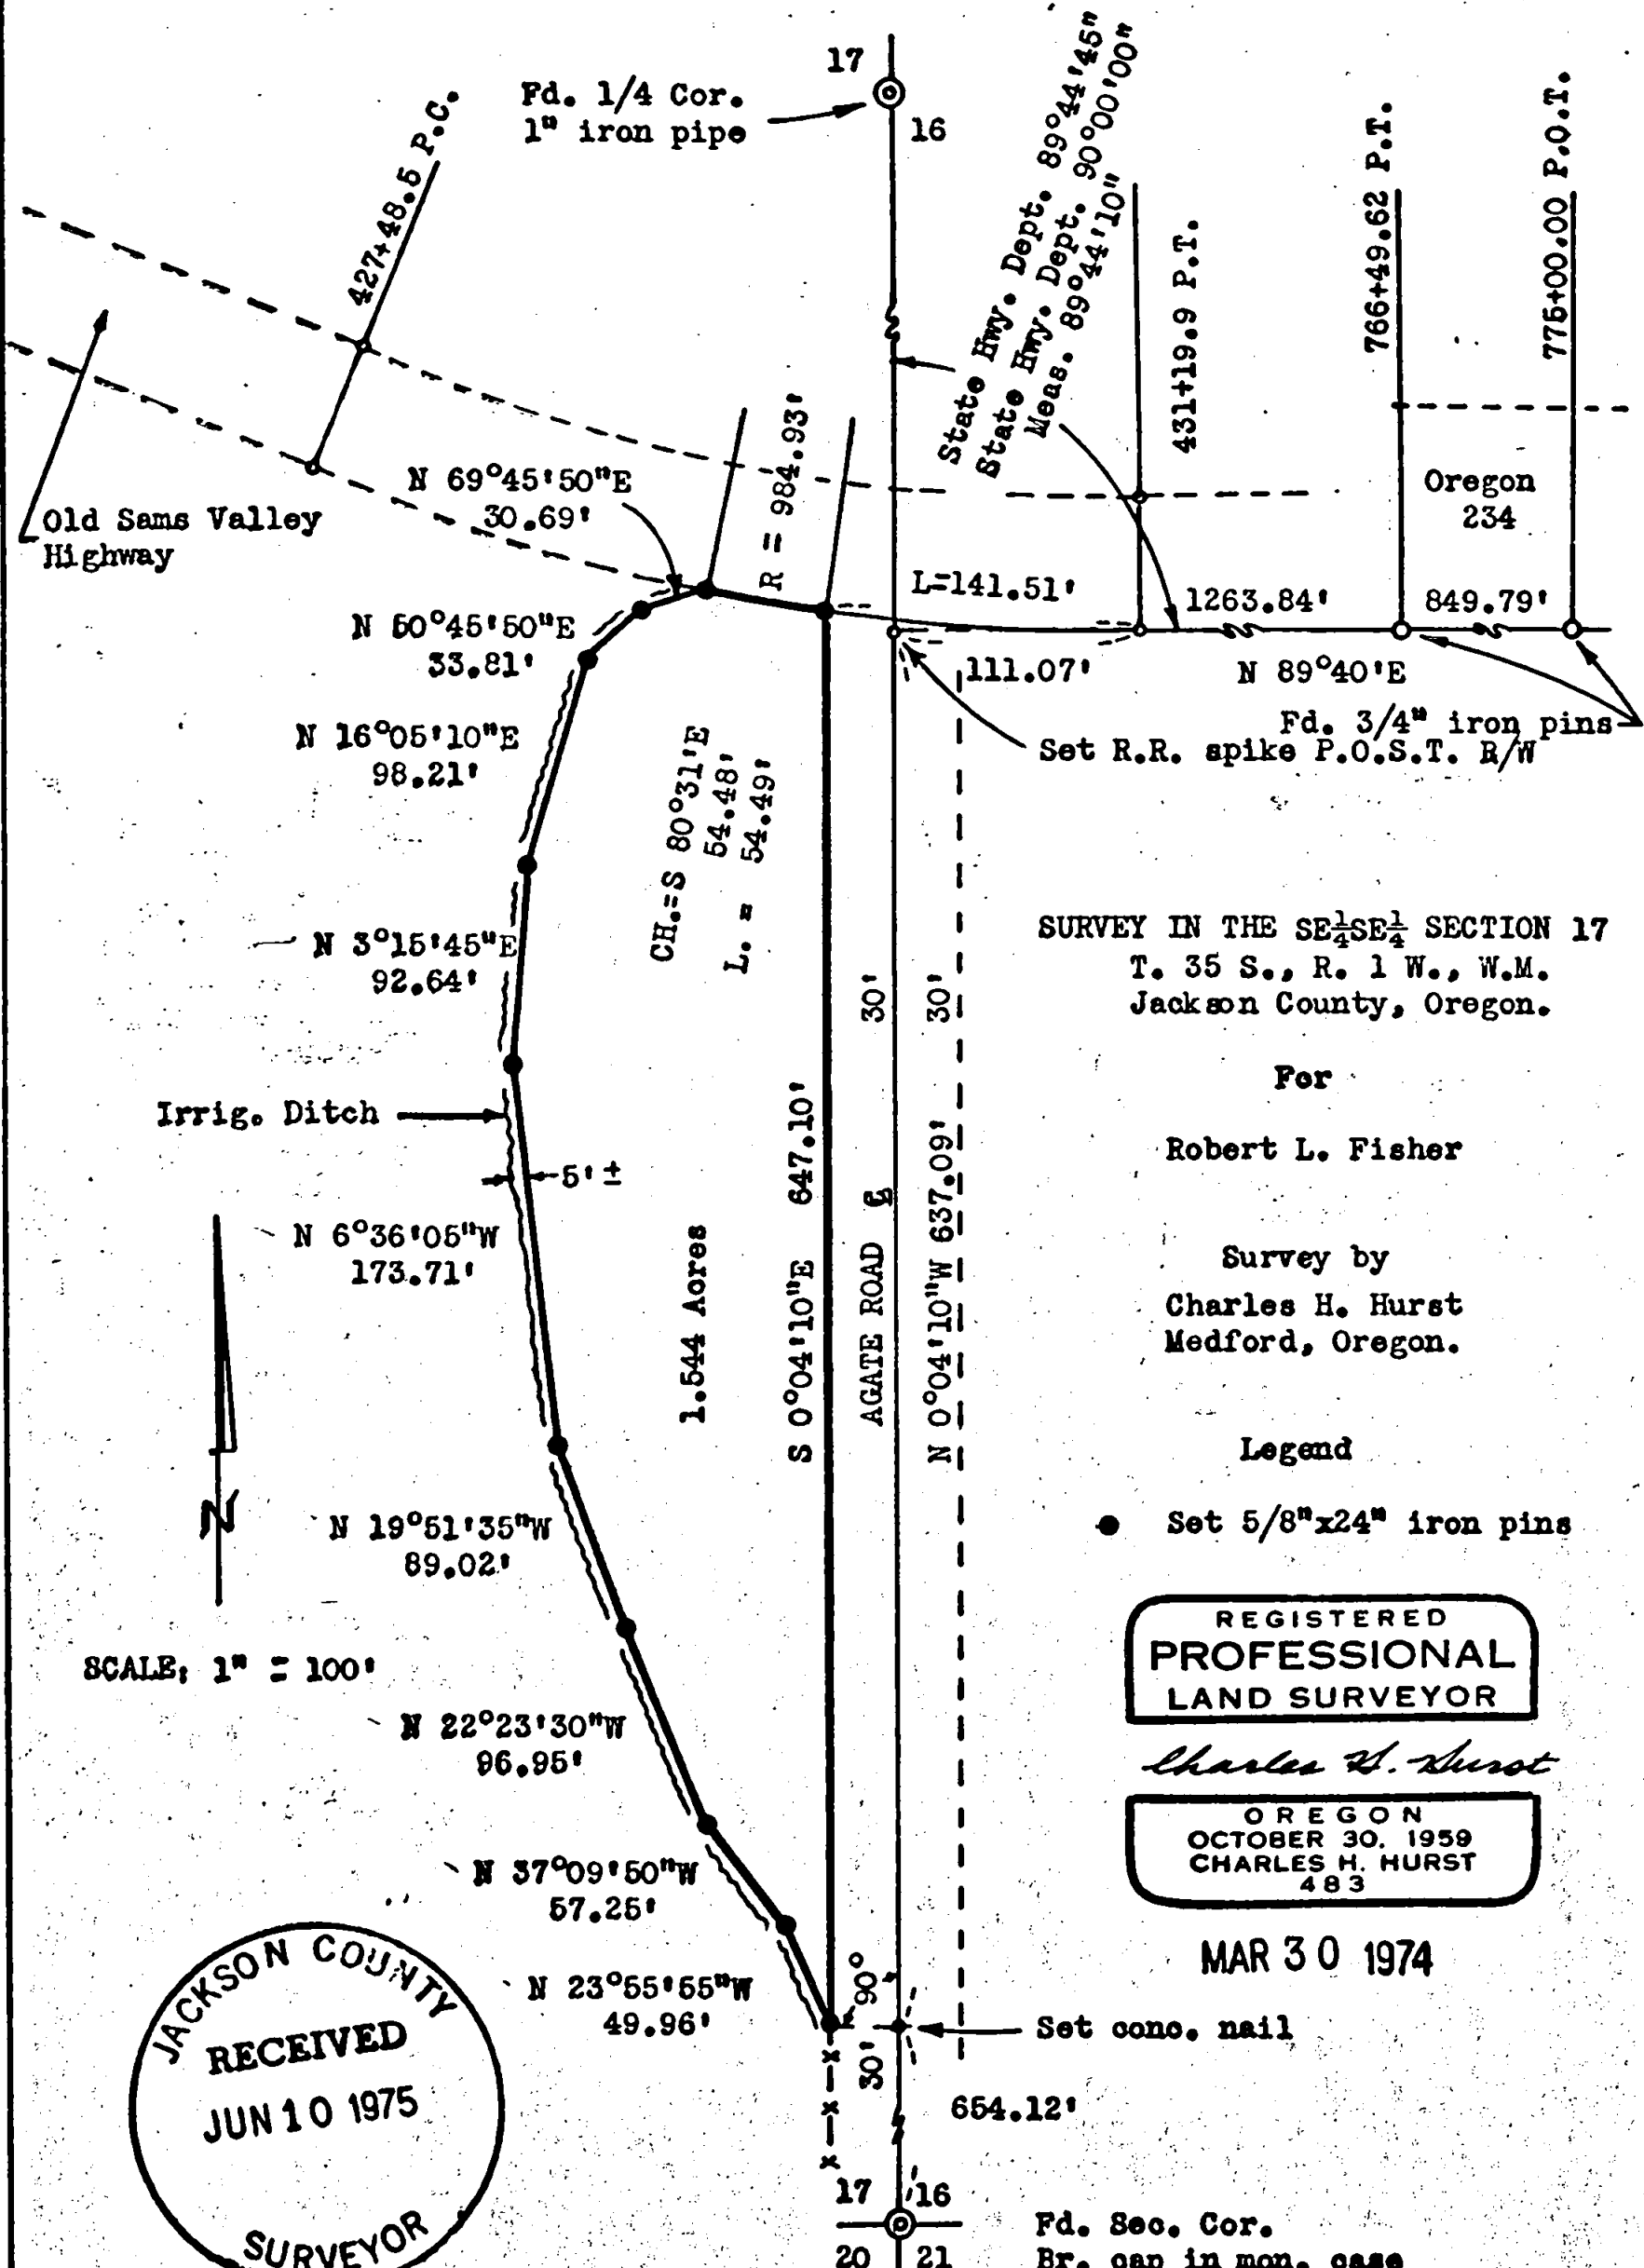 17
Fd. 1/4 Cor.
1" iron pipe
16
427+48.5 P.C.
State Hwy. Dept. 89°44'45"
State Hwy. Dept. 90°00'00"
Meas. 89°44'10"
431+19.9 P.T.
766+49.62 P.T.
775+00.00 P.O.T.
Oregon
234
Old Sams Valley
Highway
N 69°45'50"E
30.69'
R = 984.93'
L=141.51'
1263.84'
849.79'
N 50°45'50"E
33.81'
111.07'
N 89°40'E
Fd. 3/4" iron pins
Set R.R. spike P.O.S.T. R/W
N 16°05'10"E
98.21'
CH.=S 80°31'E
54.48'
L. = 54.49'
N 3°15'45"E
92.64'
30'
30'
SURVEY IN THE SE¼SE¼ SECTION 17
T. 35 S., R. 1 W., W.M.
Jackson County, Oregon.
For
Robert L. Fisher
Irrig. Ditch
5'±
Survey by
Charles H. Hurst
Medford, Oregon.
N 6°36'05"W
173.71'
1.544 Acres
S 0°04'10"E 647.10'
AGATE ROAD ℄
N 0°04'10"W 637.09'
Legend
Set 5/8"x24" iron pins
N
N 19°51'35"W
89.02'
SCALE: 1" = 100'
REGISTERED
PROFESSIONAL
LAND SURVEYOR
Charles H. Hurst
OREGON
OCTOBER 30, 1959
CHARLES H. HURST
483
MAR 30 1974
N 22°23'30"W
96.95'
N 37°09'50"W
57.25'
N 23°55'55"W
49.96'
90°
30'
Set conc. nail
654.12'
JACKSON COUNTY
RECEIVED
JUN 10 1975
SURVEYOR
17 16
20 21
Fd. Sec. Cor.
Br. cap in mon. case